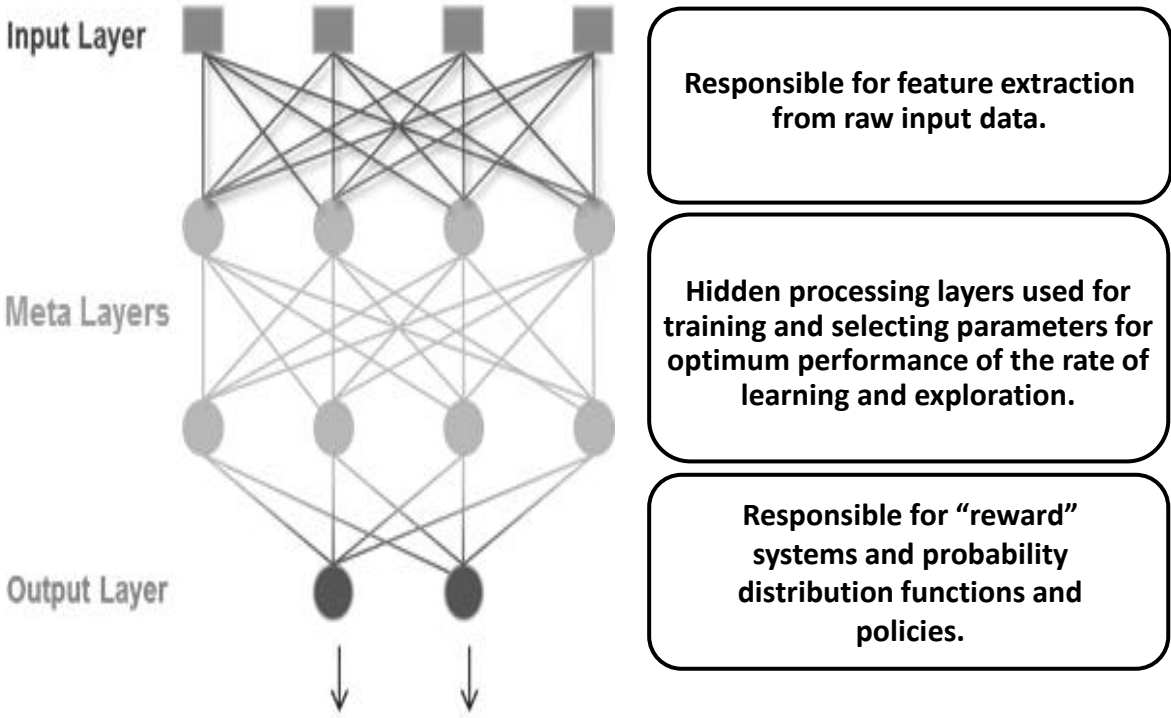 Input Layer
Responsible for feature extraction
from raw input data.
Meta Layers
Hidden processing layers used for
training and selecting parameters for
optimum performance of the rate of
learning and exploration.
Output Layer
Responsible for “reward”
systems and probability
distribution functions and
policies.